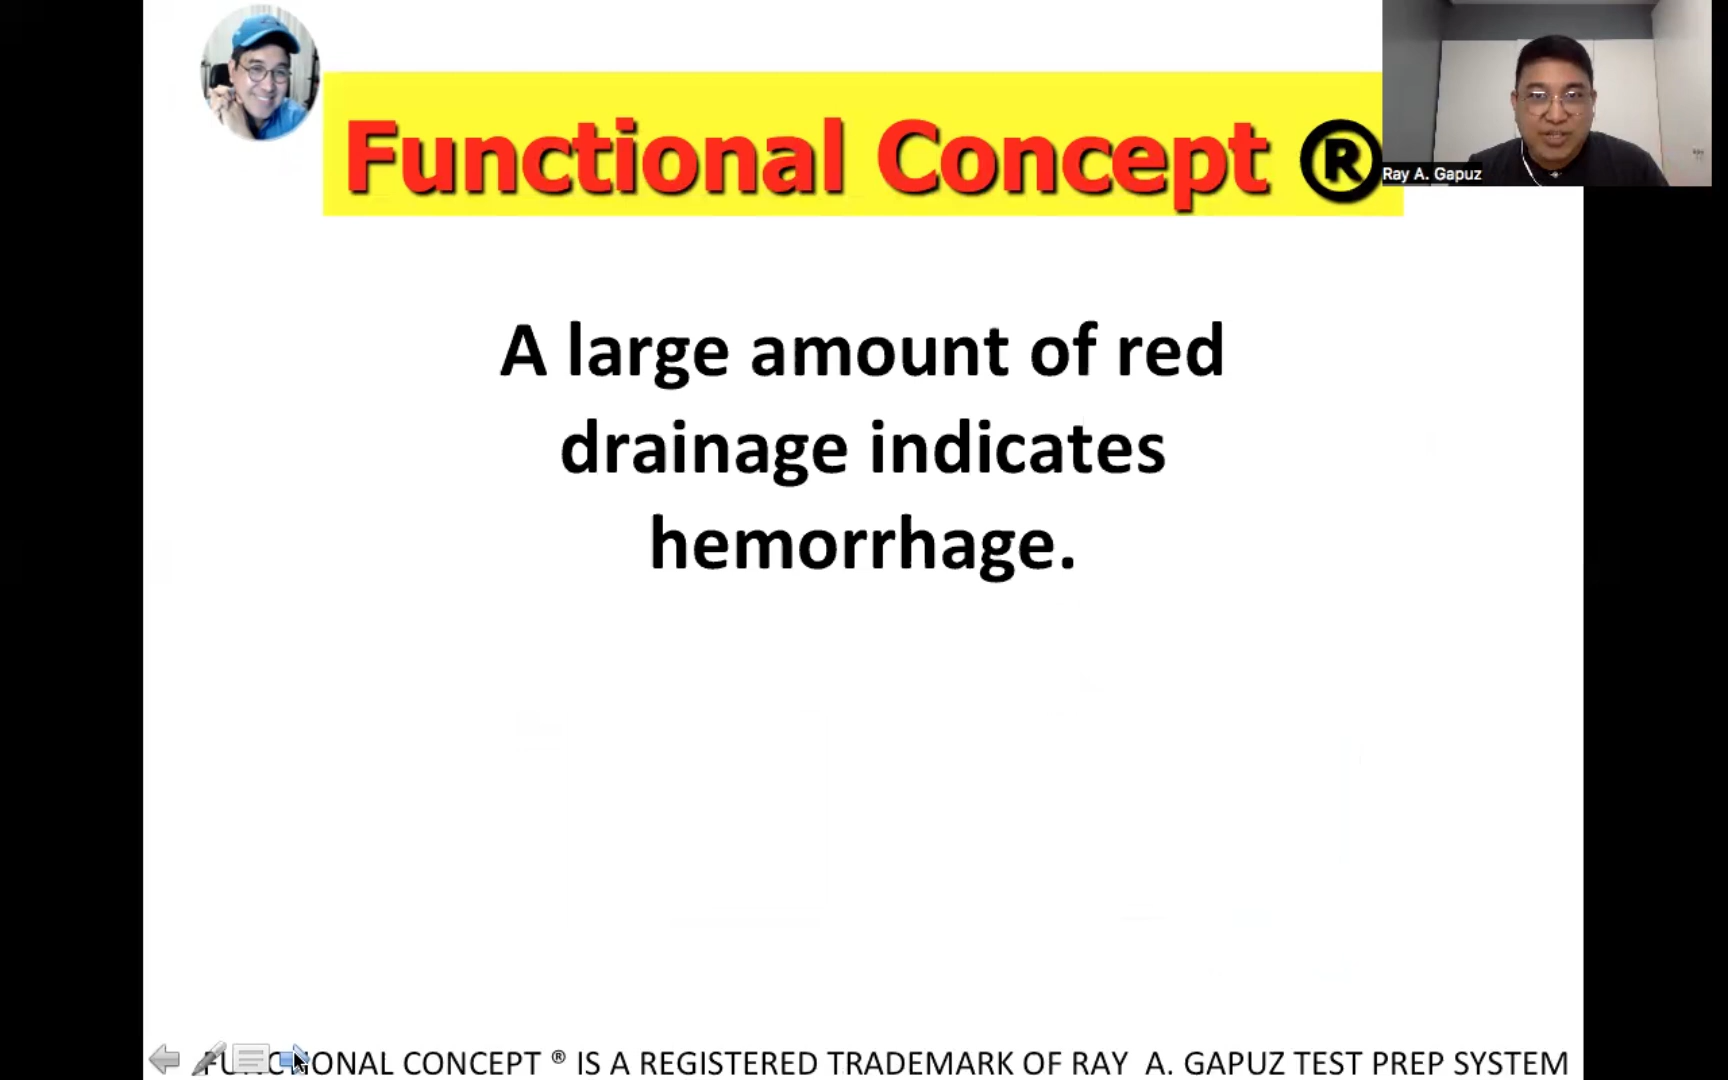 Functional Concept ®
Ray A. Gapuz
A large amount of red
drainage indicates
hemorrhage.
FUNCTIONAL CONCEPT ® IS A REGISTERED TRADEMARK OF RAY A. GAPUZ TEST PREP SYSTEM